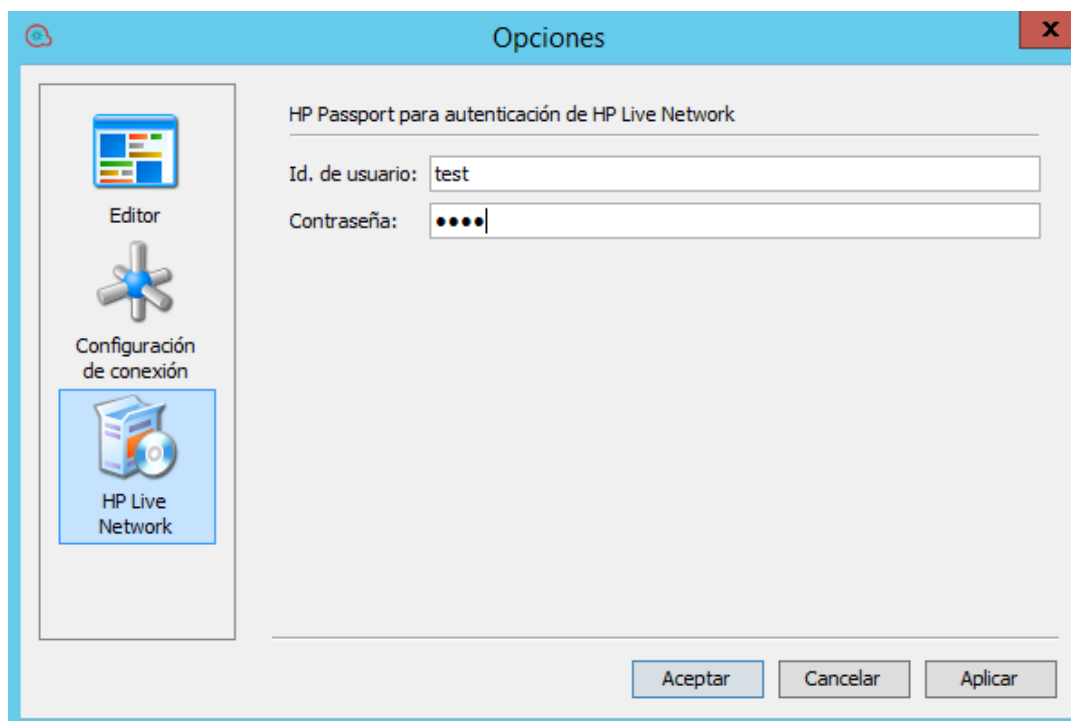 Opciones
x
Editor
Configuración
de conexión
HP Live
Network
HP Passport para autenticación de HP Live Network
Id. de usuario: test
Contraseña: ••••
Aceptar Cancelar Aplicar